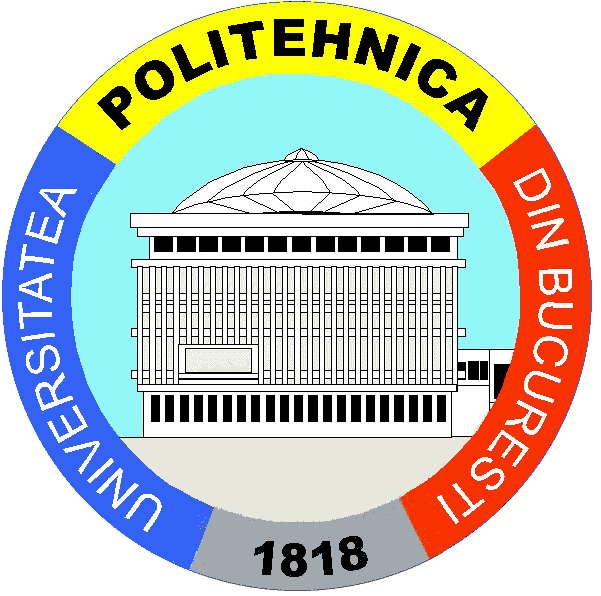 UNIVERSITATEA
POLITEHNICA
DIN BUCURESTI
1818